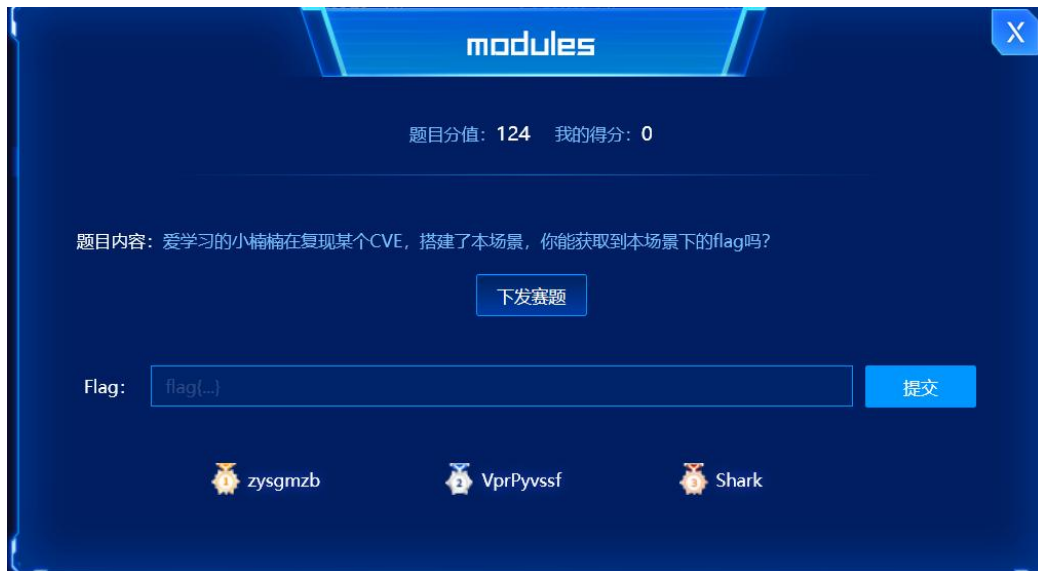 modules
X
题目分值：124 我的得分：0
题目内容：爱学习的小楠楠在复现某个CVE，搭建了本场景，你能获取到本场景下的flag吗？
下发赛题
Flag： flag{...} 提交
1 zysgmzb 2 VprPyvssf 3 Shark